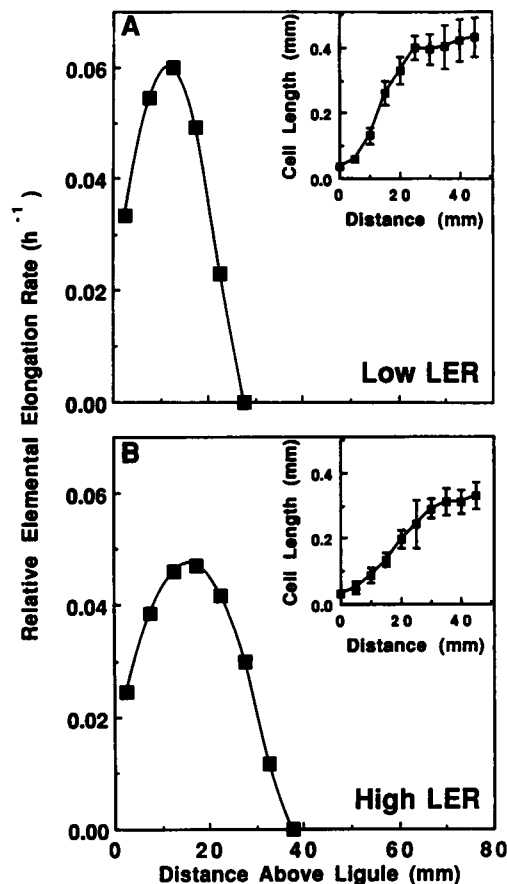 A
0.06
0.04
0.02
0.00
Cell Length (mm)
0.4
0.2
0.0
0 20 40
Distance (mm)
Low LER
Relative Elemental Elongation Rate (h⁻¹)
B
0.06
0.04
0.02
0.00
Cell Length (mm)
0.4
0.2
0.0
0 20 40
Distance (mm)
High LER
0 20 40 60 80
Distance Above Ligule (mm)